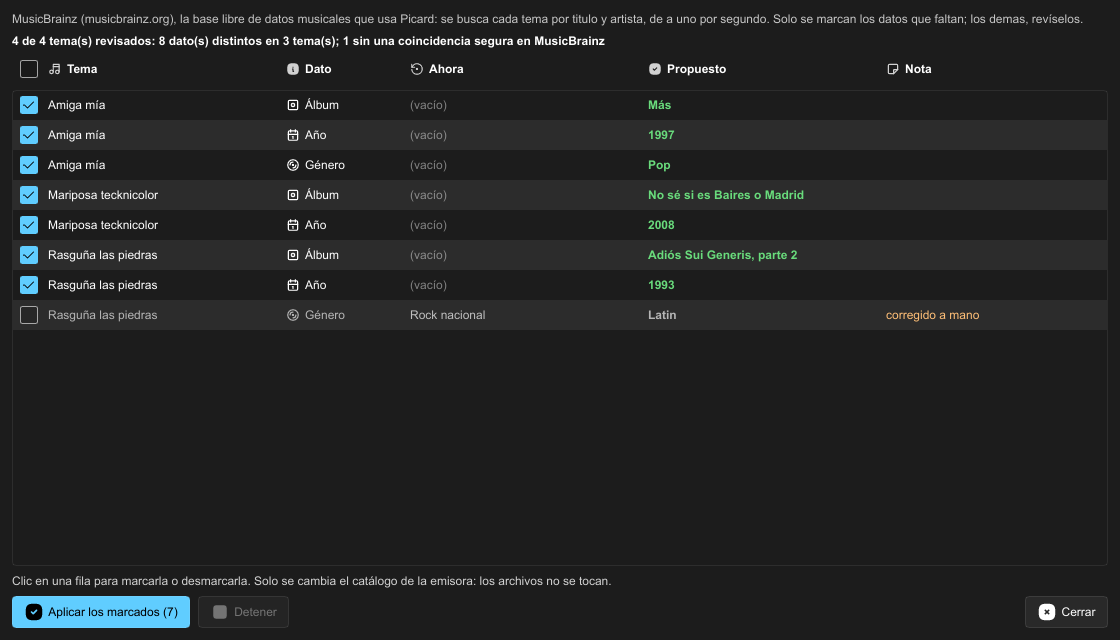 MusicBrainz (musicbrainz.org), la base libre de datos musicales que usa Picard: se busca cada tema por titulo y artista, de a uno por segundo. Solo se marcan los datos que faltan; los demas, revíselos.
4 de 4 tema(s) revisados: 8 dato(s) distintos en 3 tema(s); 1 sin una coincidencia segura en MusicBrainz
Tema Dato Ahora Propuesto Nota
Amiga mía Álbum (vacío) Más
Amiga mía Año (vacío) 1997
Amiga mía Género (vacío) Pop
Mariposa tecknicolor Álbum (vacío) No sé si es Baires o Madrid
Mariposa tecknicolor Año (vacío) 2008
Rasguña las piedras Álbum (vacío) Adiós Sui Generis, parte 2
Rasguña las piedras Año (vacío) 1993
Rasguña las piedras Género Rock nacional Latin corregido a mano
Clic en una fila para marcarla o desmarcarla. Solo se cambia el catálogo de la emisora: los archivos no se tocan.
Aplicar los marcados (7) Detener Cerrar